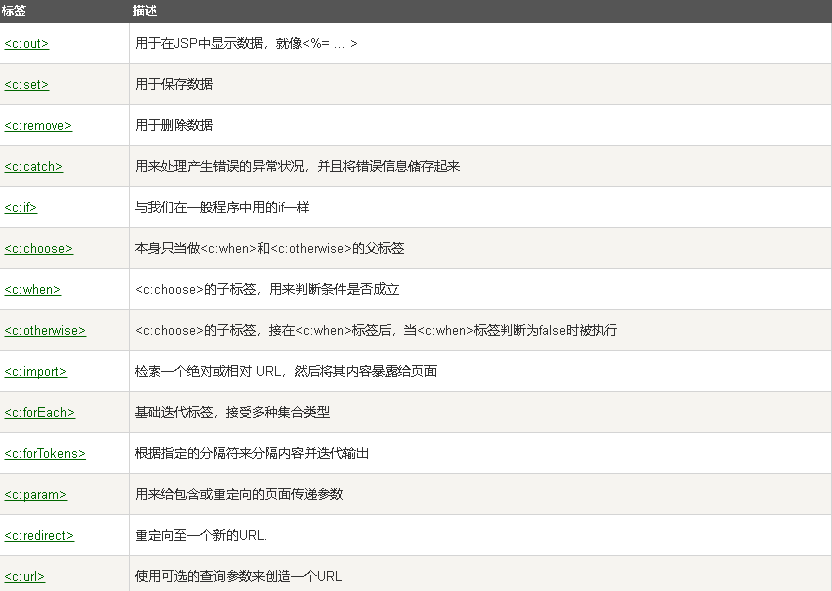 标签 描述
<c:out> 用于在JSP中显示数据，就像<%= ... >
<c:set> 用于保存数据
<c:remove> 用于删除数据
<c:catch> 用来处理产生错误的异常状况，并且将错误信息储存起来
<c:if> 与我们在一般程序中用的if一样
<c:choose> 本身只当做<c:when>和<c:otherwise>的父标签
<c:when> <c:choose>的子标签，用来判断条件是否成立
<c:otherwise> <c:choose>的子标签，接在<c:when>标签后，当<c:when>标签判断为false时被执行
<c:import> 检索一个绝对或相对 URL，然后将其内容暴露给页面
<c:forEach> 基础迭代标签，接受多种集合类型
<c:forTokens> 根据指定的分隔符来分隔内容并迭代输出
<c:param> 用来给包含或重定向的页面传递参数
<c:redirect> 重定向至一个新的URL.
<c:url> 使用可选的查询参数来创造一个URL